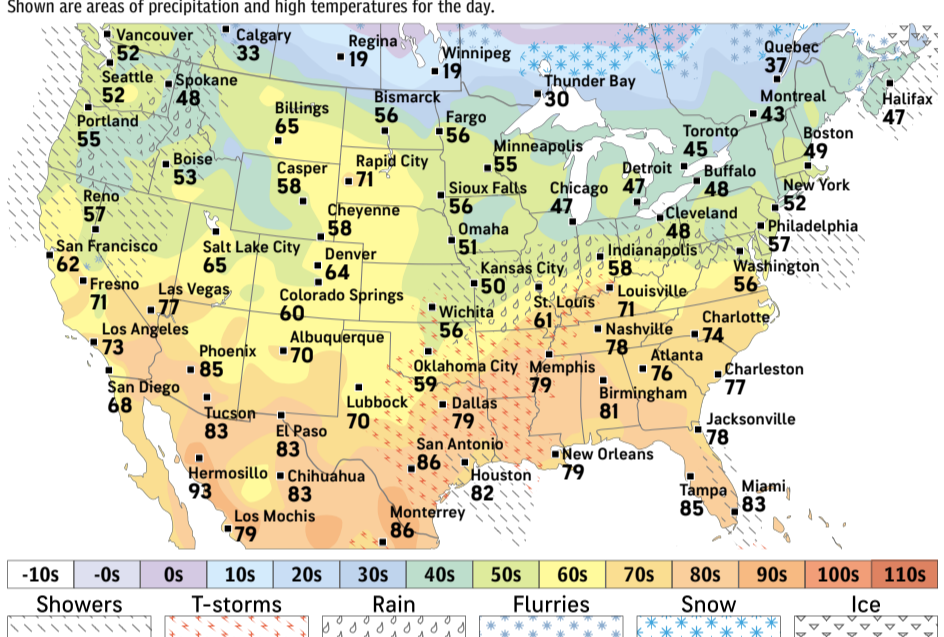 Shown are areas of precipitation and high temperatures for the day.
Vancouver
52
Calgary
33
Regina
19
Winnipeg
19
Quebec
37
Seattle
52
Spokane
48
Thunder Bay
30
Montreal
43
Halifax
47
Portland
55
Billings
65
Bismarck
56
Fargo
56
Minneapolis
55
Toronto
45
Boston
49
Boise
53
Casper
58
Rapid City
71
Sioux Falls
56
Chicago
47
Detroit
47
Buffalo
48
New York
52
Reno
57
Cheyenne
58
Omaha
51
Cleveland
48
Philadelphia
57
San Francisco
62
Salt Lake City
65
Denver
64
Kansas City
50
Indianapolis
58
Washington
56
Fresno
71
Las Vegas
77
Colorado Springs
60
Wichita
56
St. Louis
61
Louisville
71
Los Angeles
73
Phoenix
85
Albuquerque
70
Oklahoma City
59
Memphis
79
Nashville
78
Charlotte
74
San Diego
68
Atlanta
76
Charleston
77
Tucson
83
El Paso
83
Lubbock
70
Dallas
79
Birmingham
81
Jacksonville
78
Hermosillo
93
Chihuahua
83
San Antonio
86
Houston
82
New Orleans
79
Tampa
85
Miami
83
Los Mochis
79
Monterrey
86
-10s -0s 0s 10s 20s 30s 40s 50s 60s 70s 80s 90s 100s 110s
Showers T-storms Rain Flurries Snow Ice